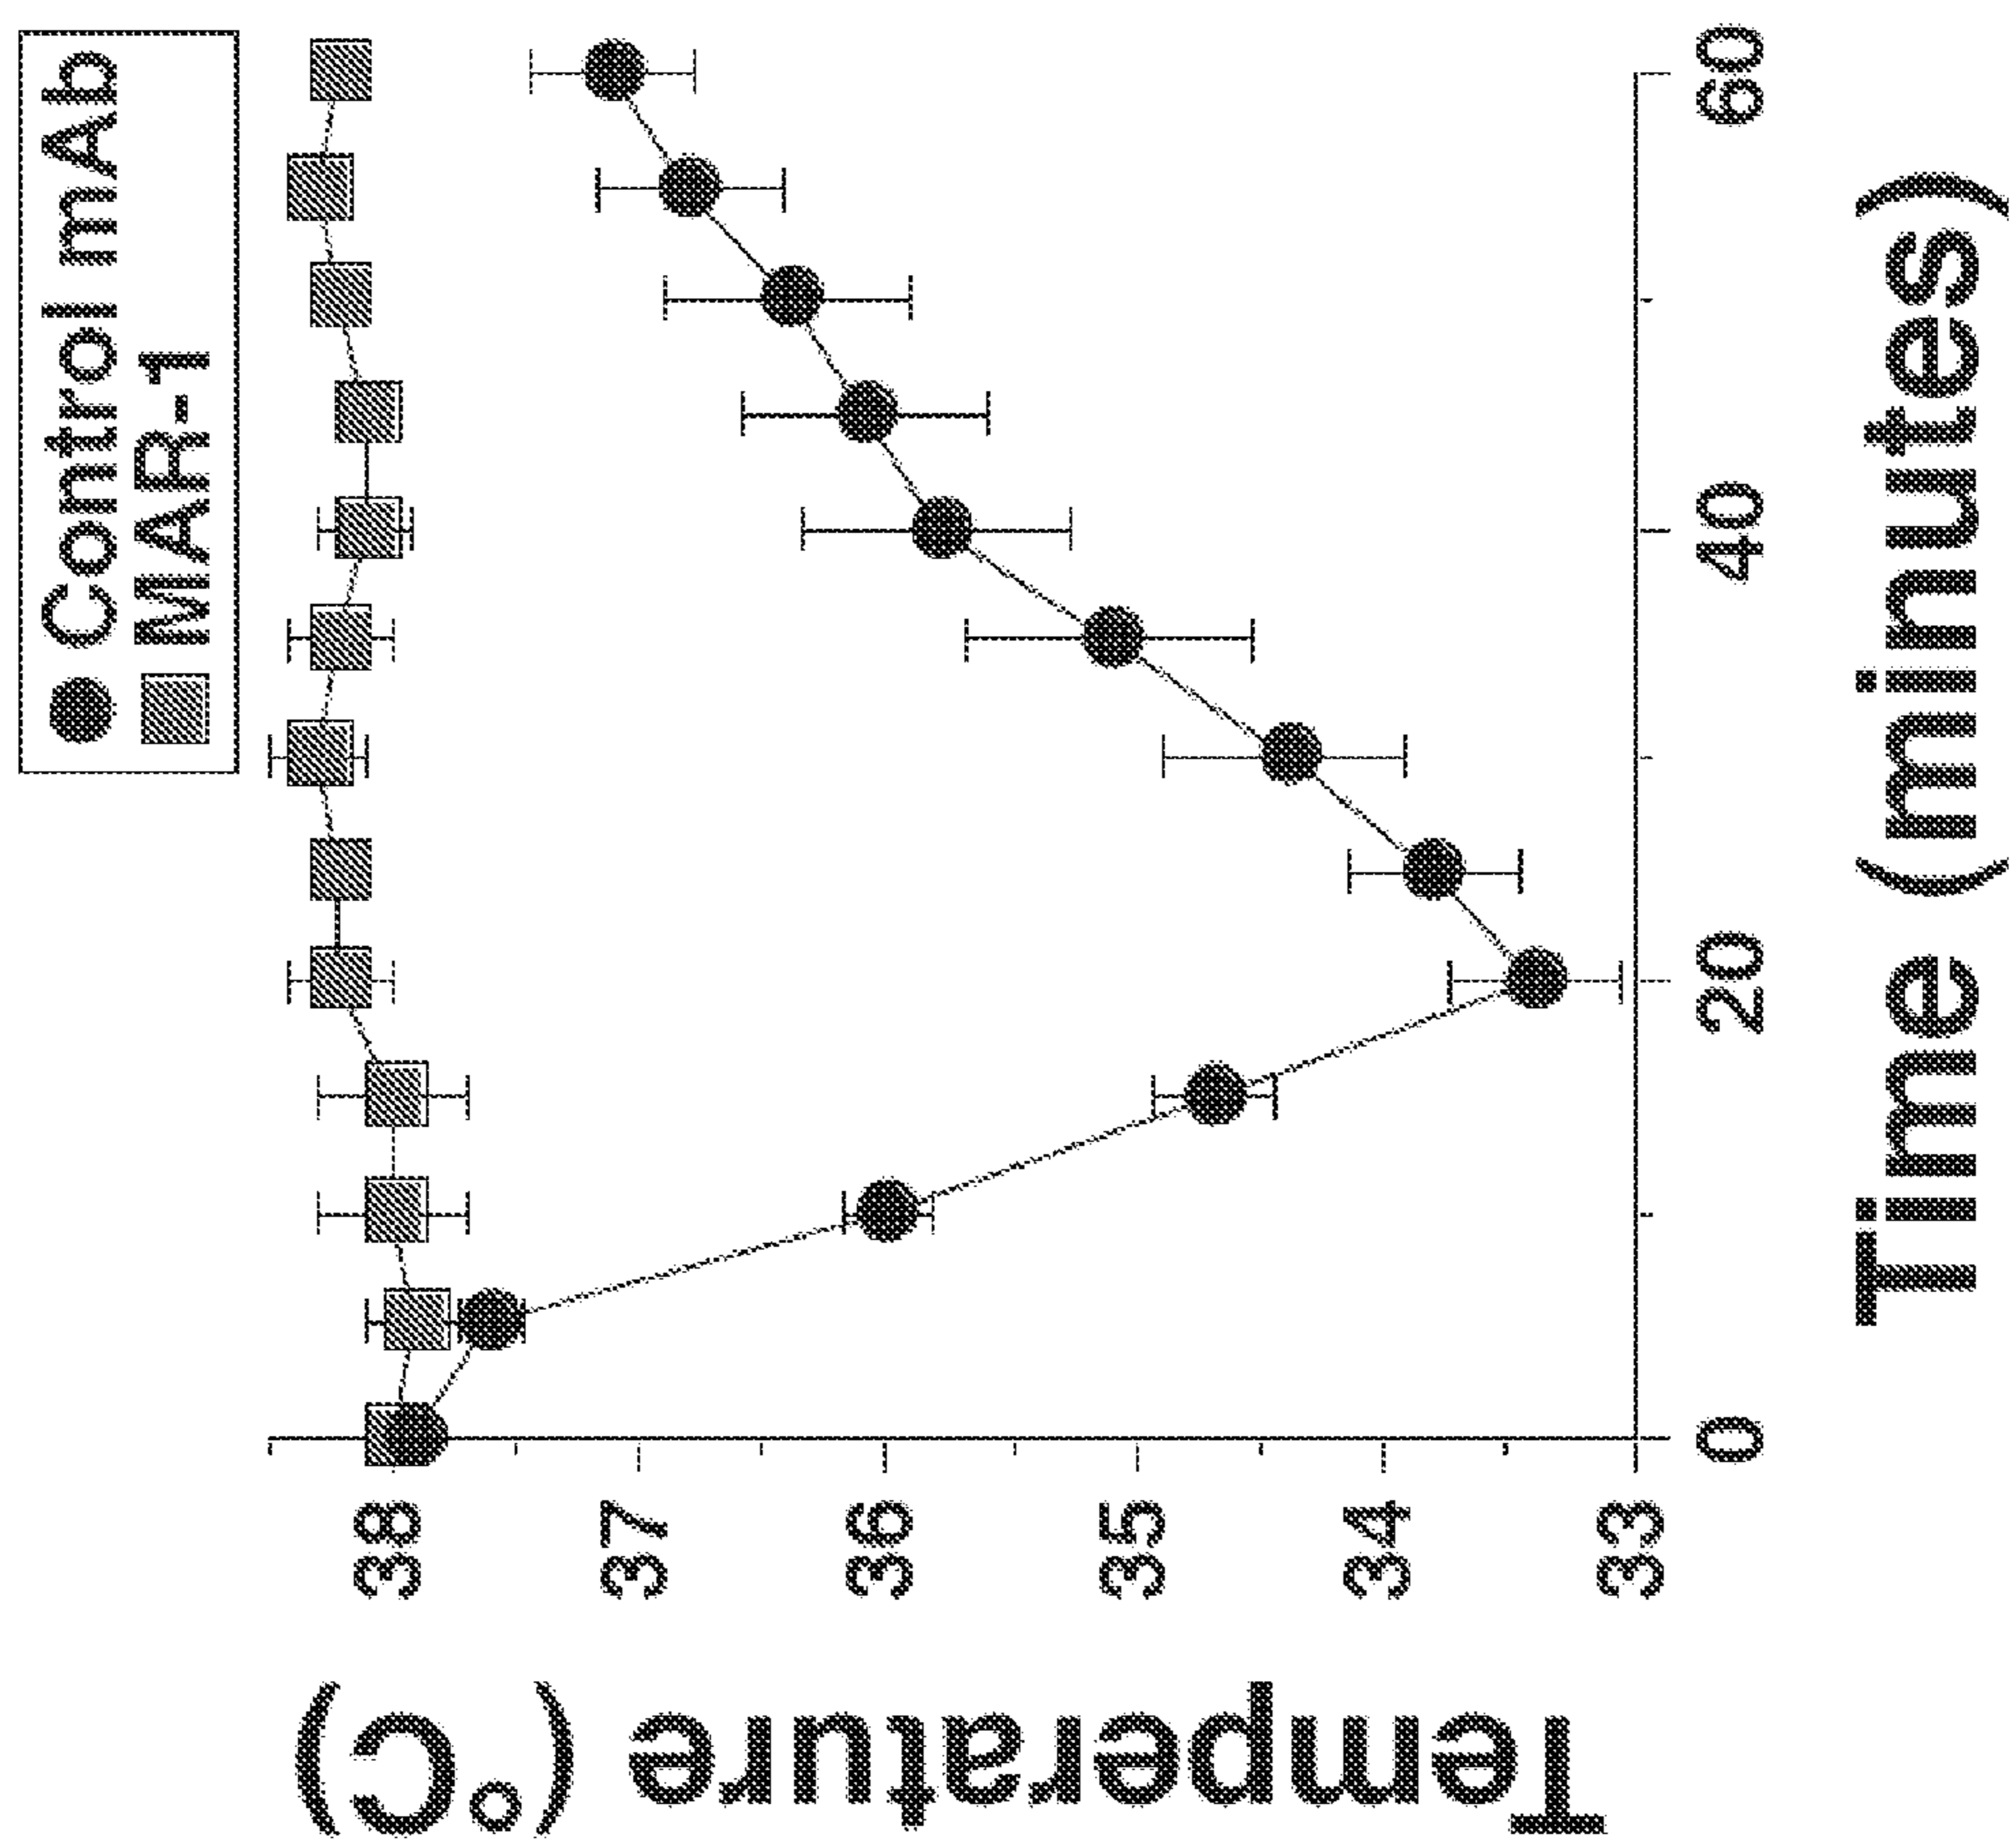 Control mAb
MAR-1
Temperature (°C)
38
37
36
35
34
33
0
20
40
60
Time (minutes)